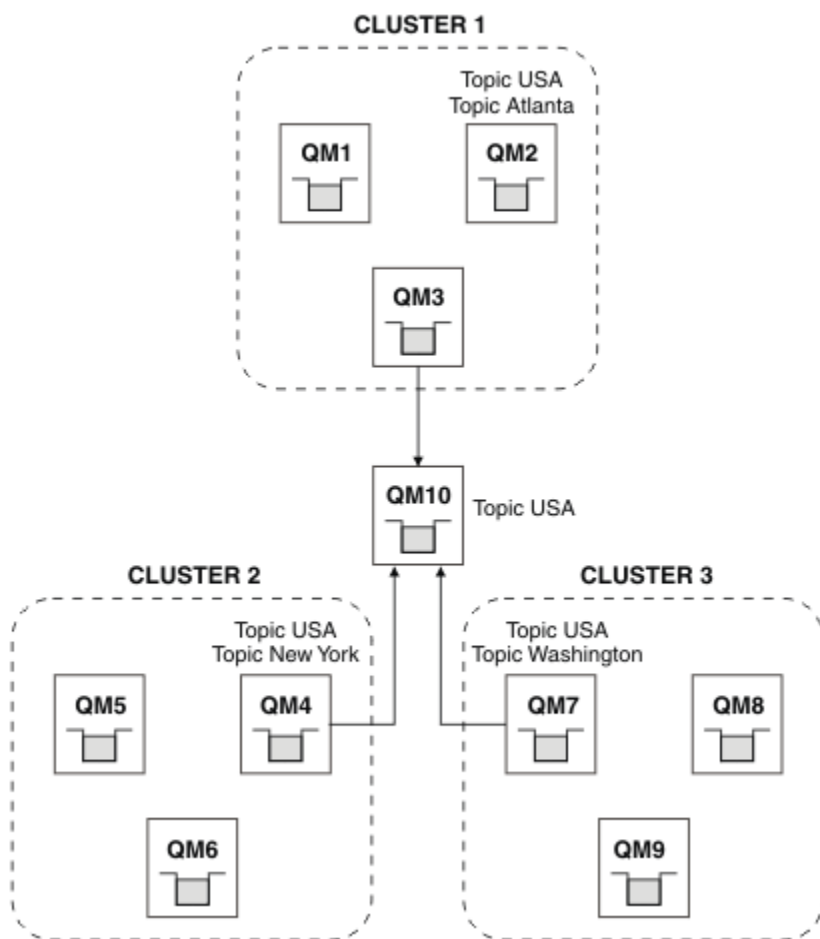 CLUSTER 1
Topic USA
Topic Atlanta
QM1
QM2
QM3
QM10
Topic USA
CLUSTER 2
Topic USA
Topic New York
QM5
QM4
QM6
CLUSTER 3
Topic USA
Topic Washington
QM7
QM8
QM9